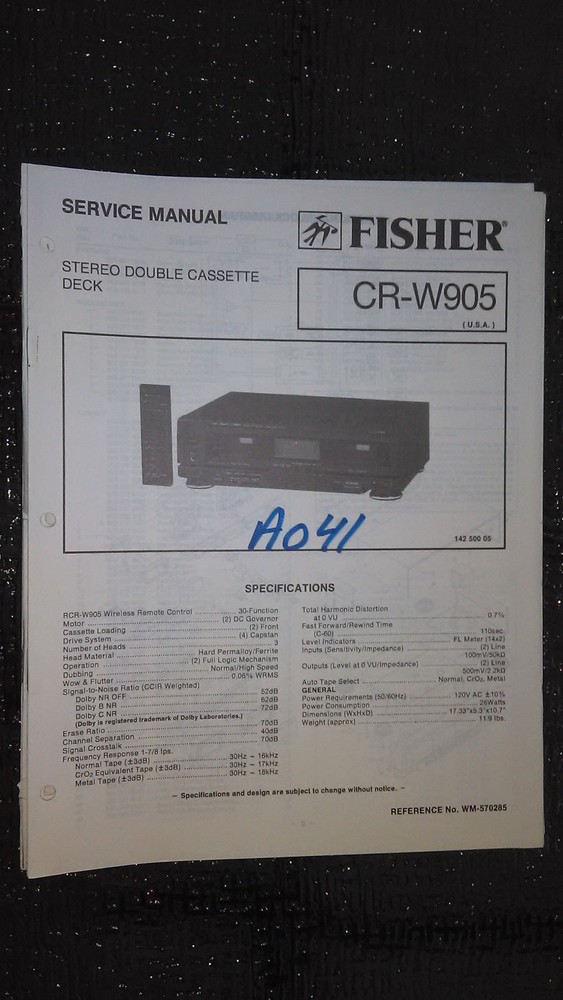 SERVICE MANUAL
FISHER®
STEREO DOUBLE CASSETTE
DECK
CR-W905
(U.S.A.)
A041
142 500 05
SPECIFICATIONS
RCR-W905 Wireless Remote Control 30-Function
Motor (2) DC Governor
Cassette Loading (2) Front
Drive System (4) Capstan
Number of Heads 3
Head Material Hard Permalloy/Ferrite
Operation (2) Full Logic Mechanism
Dubbing Normal/High Speed
Wow & Flutter 0.06% WRMS
Signal-to-Noise Ratio (CCIR Weighted)
Dolby NR OFF 52dB
Dolby B NR 62dB
Dolby C NR 72dB
(Dolby is registered trademark of Dolby Laboratories.)
Erase Ratio 70dB
Channel Separation 40dB
Signal Crosstalk 70dB
Frequency Response 1-7/8 ips.
Normal Tape (±3dB) 30Hz – 16kHz
CrO2 Equivalent Tape (±3dB) 30Hz – 17kHz
Metal Tape (±3dB) 30Hz – 18kHz
Total Harmonic Distortion
at 0 VU 0.7%
Fast Forward/Rewind Time
(C-60) 110sec.
Level Indicators FL Meter (14x2)
Inputs (Sensitivity/Impedance) (2) Line
100mV/50kΩ
Outputs (Level at 0 VU/Impedance) (2) Line
500mV/2.2kΩ
Auto Tape Select Normal, CrO2, Metal
GENERAL
Power Requirements (50/60Hz) 120V AC ±10%
Power Consumption 26Watts
Dimensions (WxHxD) 17.33"x5.3"x10.7"
Weight (approx) 11.9 lbs.
– Specifications and design are subject to change without notice. –
REFERENCE No. WM-570285